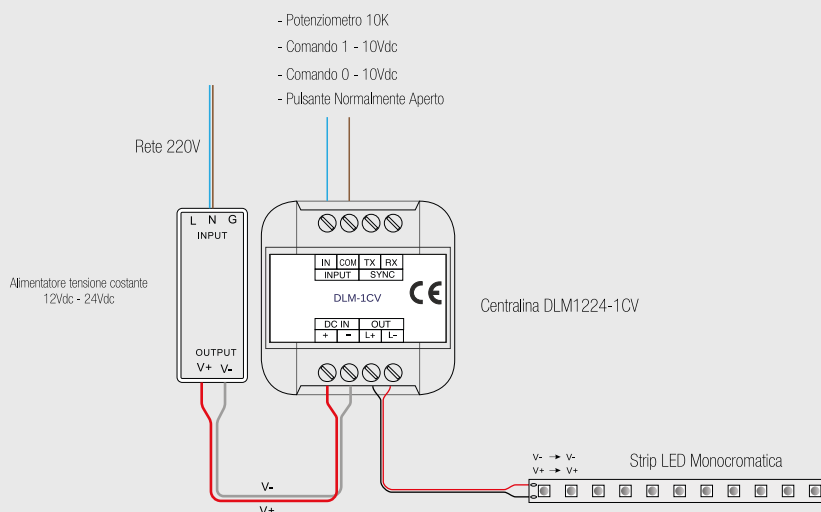 - Potenziometro 10K
- Comando 1 - 10Vdc
- Comando 0 - 10Vdc
- Pulsante Normalmente Aperto
Rete 220V
L N G
INPUT
Alimentatore tensione costante
12Vdc - 24Vdc
OUTPUT
V+ V-
IN COM TX RX
INPUT SYNC
DLM-1CV
CE
DC IN OUT
+ - L+ L-
Centralina DLM1224-1CV
V-
V+
V- → V-
V+ → V+
Strip LED Monocromatica